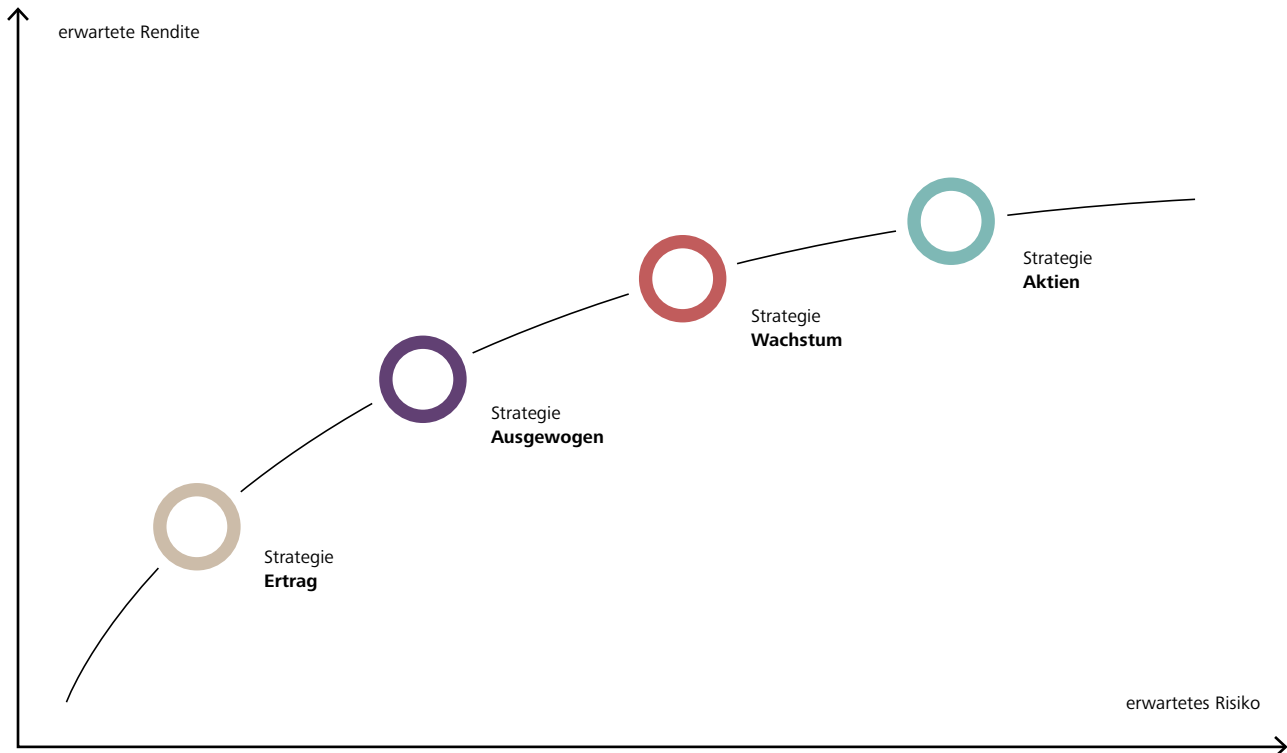 erwartete Rendite
Strategie
Aktien
Strategie
Wachstum
Strategie
Ausgewogen
Strategie
Ertrag
erwartetes Risiko